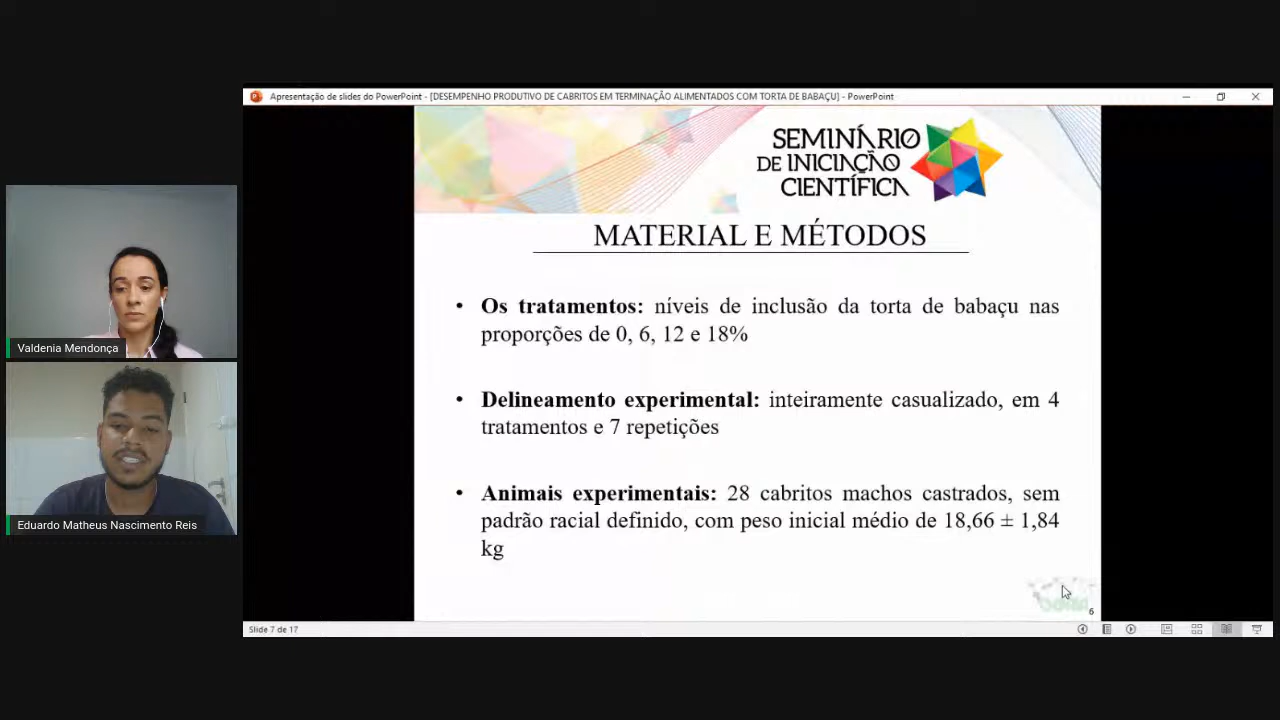 Apresentação de slides do PowerPoint - [DESEMPENHO PRODUTIVO DE CABRITOS EM TERMINAÇÃO ALIMENTADOS COM TORTA DE BABAÇU] - PowerPoint
SEMINÁRIO
DE INICIAÇÃO
CIENTÍFICA
MATERIAL E MÉTODOS
• Os tratamentos: níveis de inclusão da torta de babaçu nas
proporções de 0, 6, 12 e 18%
• Delineamento experimental: inteiramente casualizado, em 4
tratamentos e 7 repetições
• Animais experimentais: 28 cabritos machos castrados, sem
padrão racial definido, com peso inicial médio de 18,66 ± 1,84
kg
6
Slide 7 de 17
Valdenia Mendonça
Eduardo Matheus Nascimento Reis